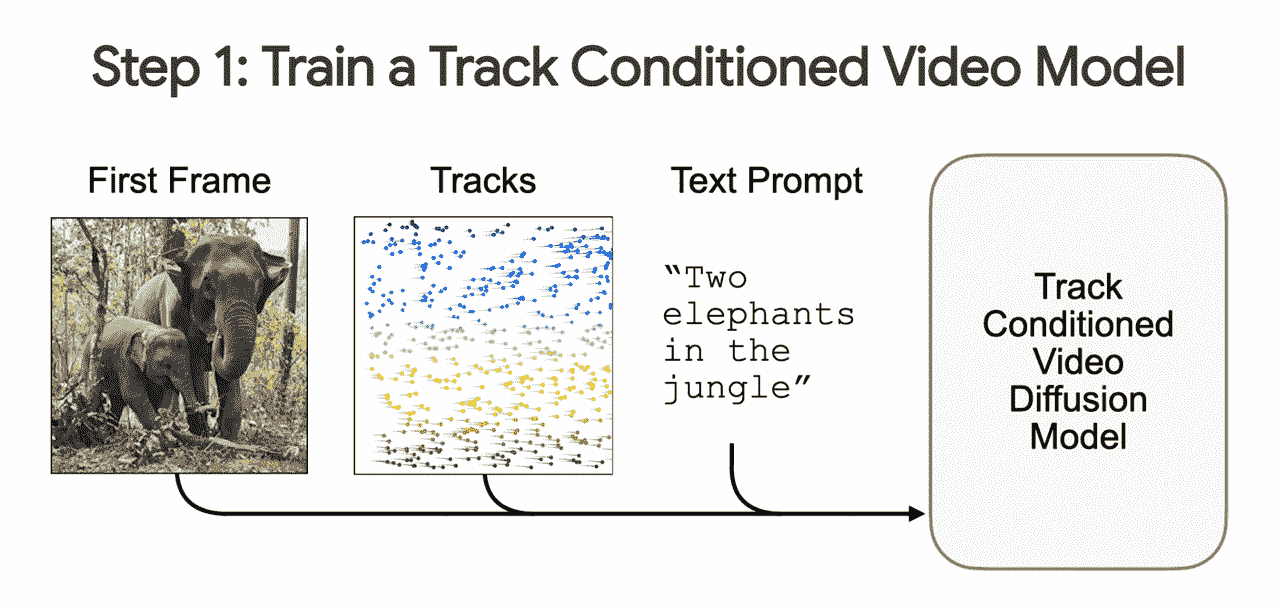 Step 1: Train a Track Conditioned Video Model
First Frame
Tracks
Text Prompt
“Two
elephants
in the
jungle”
Track
Conditioned
Video
Diffusion
Model